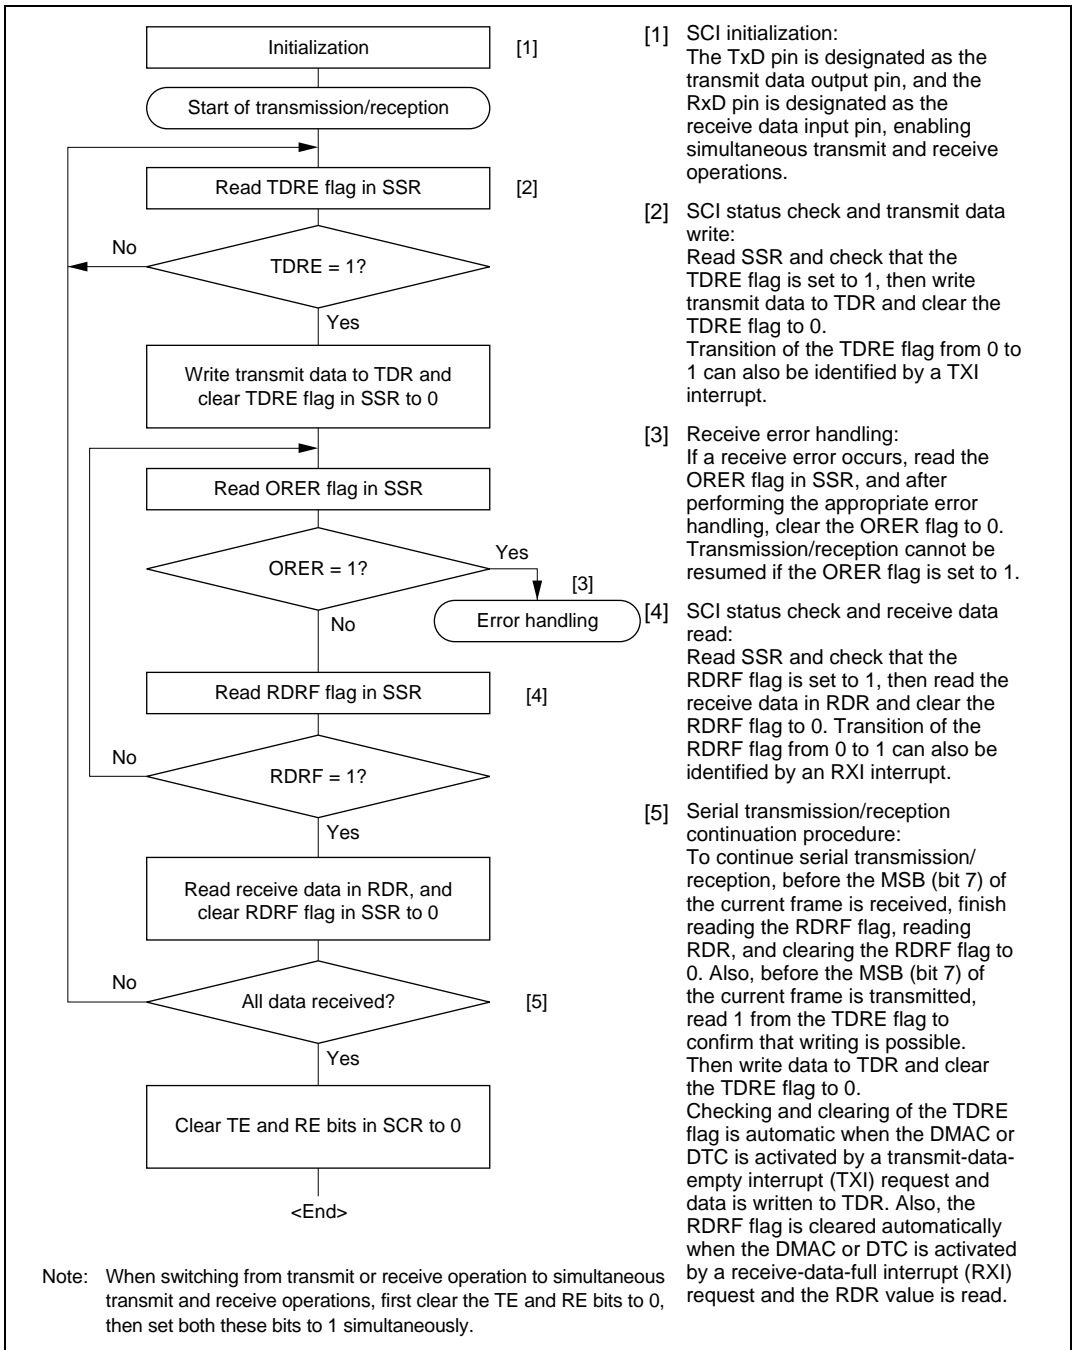 Initialization
[1]
Start of transmission/reception
Read TDRE flag in SSR
[2]
No
TDRE = 1?
Yes
Write transmit data to TDR and
clear TDRE flag in SSR to 0
Read ORER flag in SSR
ORER = 1?
Yes
[3]
Error handling
No
Read RDRF flag in SSR
[4]
No
RDRF = 1?
Yes
Read receive data in RDR, and
clear RDRF flag in SSR to 0
No
All data received?
[5]
Yes
Clear TE and RE bits in SCR to 0
<End>
[1] SCI initialization:
The TxD pin is designated as the
transmit data output pin, and the
RxD pin is designated as the
receive data input pin, enabling
simultaneous transmit and receive
operations.
[2] SCI status check and transmit data
write:
Read SSR and check that the
TDRE flag is set to 1, then write
transmit data to TDR and clear the
TDRE flag to 0.
Transition of the TDRE flag from 0 to
1 can also be identified by a TXI
interrupt.
[3] Receive error handling:
If a receive error occurs, read the
ORER flag in SSR, and after
performing the appropriate error
handling, clear the ORER flag to 0.
Transmission/reception cannot be
resumed if the ORER flag is set to 1.
[4] SCI status check and receive data
read:
Read SSR and check that the
RDRF flag is set to 1, then read the
receive data in RDR and clear the
RDRF flag to 0. Transition of the
RDRF flag from 0 to 1 can also be
identified by an RXI interrupt.
[5] Serial transmission/reception
continuation procedure:
To continue serial transmission/
reception, before the MSB (bit 7) of
the current frame is received, finish
reading the RDRF flag, reading
RDR, and clearing the RDRF flag to
0. Also, before the MSB (bit 7) of
the current frame is transmitted,
read 1 from the TDRE flag to
confirm that writing is possible.
Then write data to TDR and clear
the TDRE flag to 0.
Checking and clearing of the TDRE
flag is automatic when the DMAC or
DTC is activated by a transmit-data-
empty interrupt (TXI) request and
data is written to TDR. Also, the
RDRF flag is cleared automatically
when the DMAC or DTC is activated
by a receive-data-full interrupt (RXI)
request and the RDR value is read.
Note: When switching from transmit or receive operation to simultaneous
transmit and receive operations, first clear the TE and RE bits to 0,
then set both these bits to 1 simultaneously.